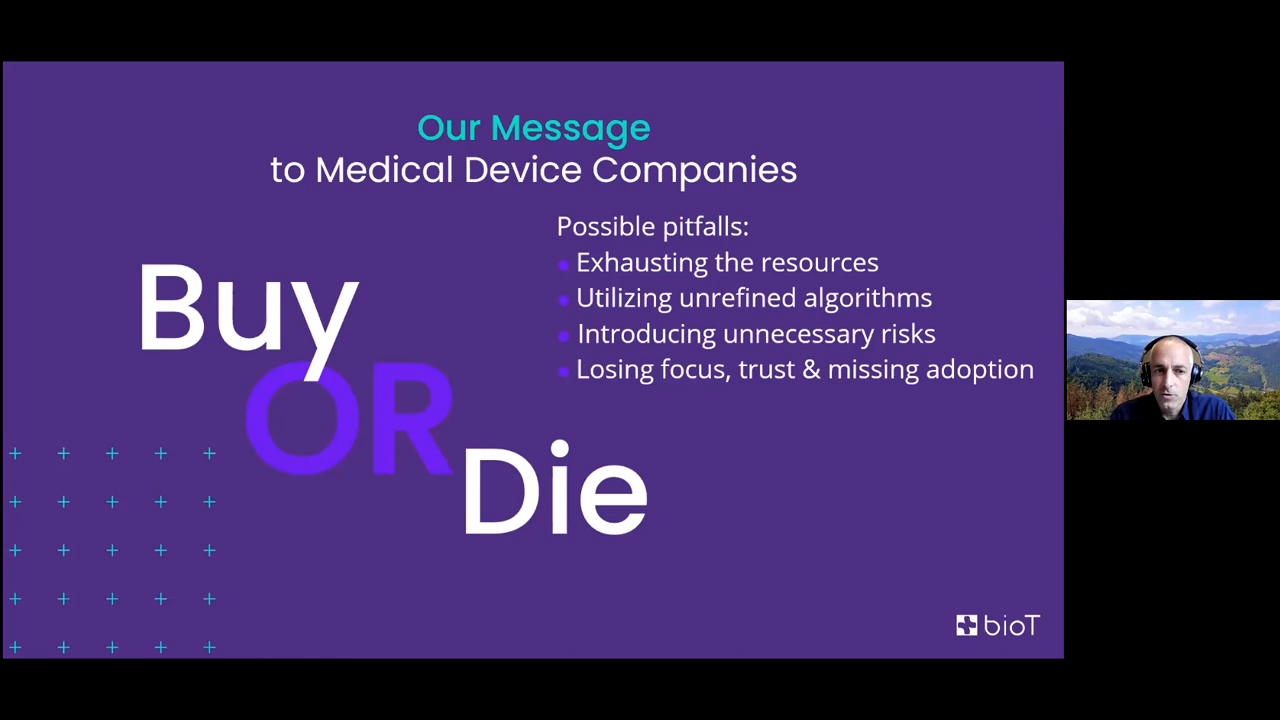 Our Message
to Medical Device Companies
Possible pitfalls:
Exhausting the resources
Utilizing unrefined algorithms
Introducing unnecessary risks
Losing focus, trust & missing adoption
Buy
OR
Die
bioT